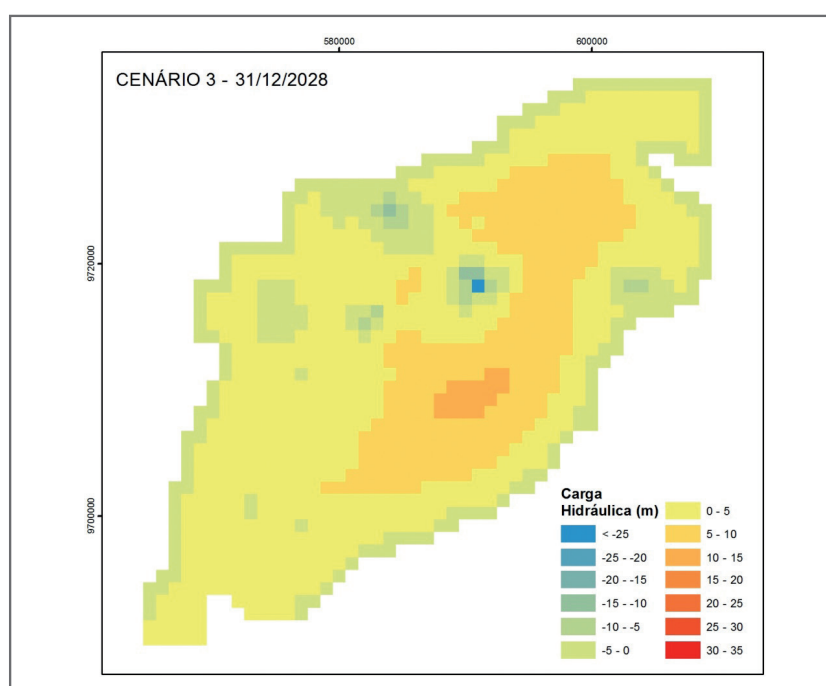 580000
600000
CENÁRIO 3 - 31/12/2028
9720000
9700000
Carga
Hidráulica (m)
< -25
-25 - -20
-20 - -15
-15 - -10
-10 - -5
-5 - 0
0 - 5
5 - 10
10 - 15
15 - 20
20 - 25
25 - 30
30 - 35